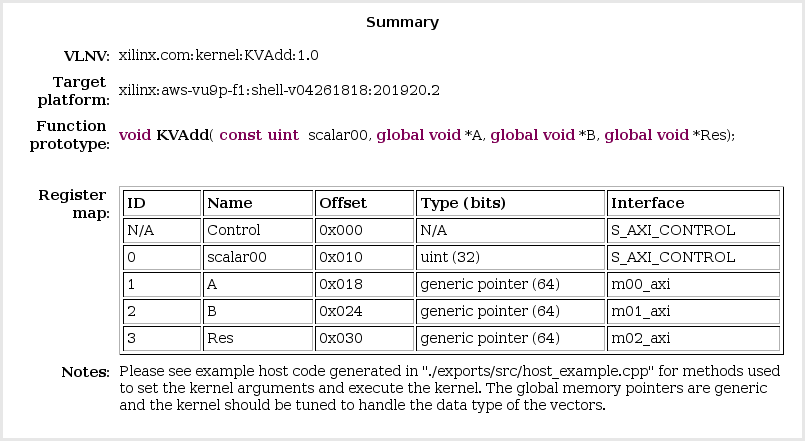 Summary
VLNV: xilinx.com:kernel:KVAdd:1.0
Target platform: xilinx:aws-vu9p-f1:shell-v04261818:201920.2
Function prototype: void KVAdd( const uint scalar00, global void *A, global void *B, global void *Res);
Register map:
ID Name Offset Type (bits) Interface
N/A Control 0x000 N/A S_AXI_CONTROL
0 scalar00 0x010 uint (32) S_AXI_CONTROL
1 A 0x018 generic pointer (64) m00_axi
2 B 0x024 generic pointer (64) m01_axi
3 Res 0x030 generic pointer (64) m02_axi
Notes: Please see example host code generated in "./exports/src/host_example.cpp" for methods used
to set the kernel arguments and execute the kernel. The global memory pointers are generic
and the kernel should be tuned to handle the data type of the vectors.